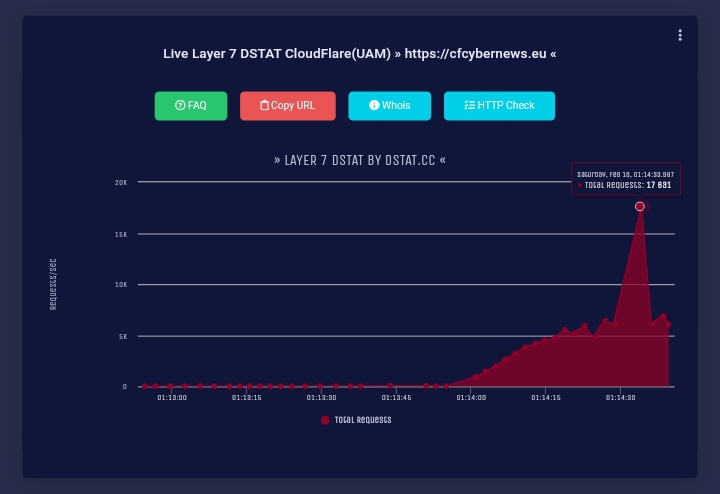 Live Layer 7 DSTAT CloudFlare(UAM) » https://cfcybernews.eu «
FAQ
Copy URL
Whois
HTTP Check
» LAYER 7 DSTAT BY DSTAT.CC «
Saturday, Feb 10, 01:14:33.987
Total Requests: 17 631
Requests/sec
20K
15K
10K
5K
0
01:13:00 01:13:15 01:13:30 01:13:45 01:14:00 01:14:15 01:14:30
Total Requests